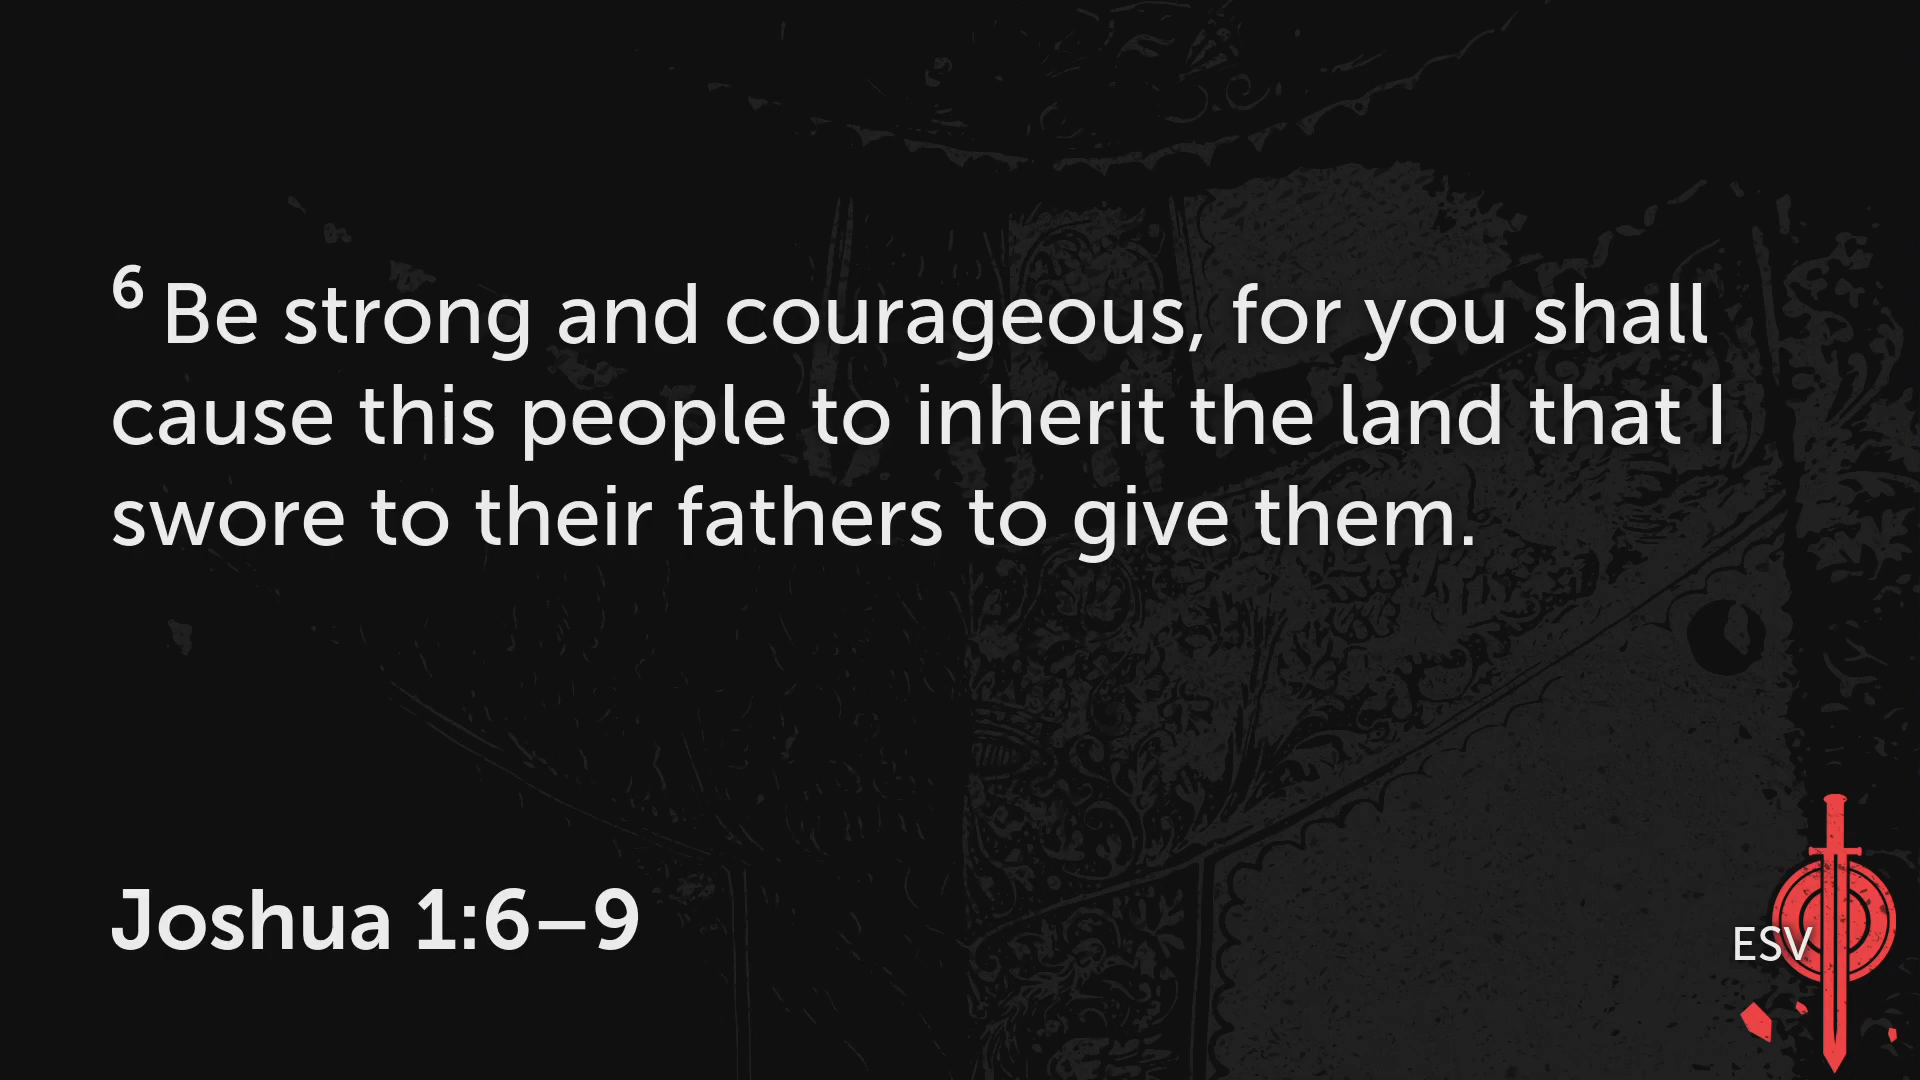 6 Be strong and courageous, for you shall
cause this people to inherit the land that I
swore to their fathers to give them.
Joshua 1:6–9
ESV